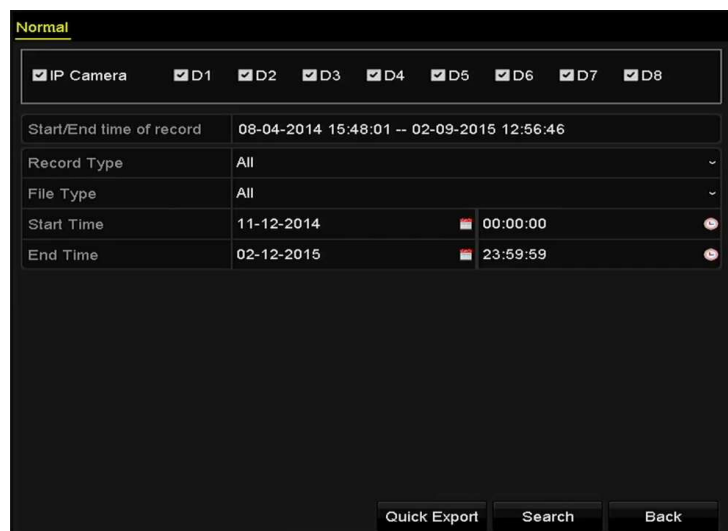 Normal
IP Camera D1 D2 D3 D4 D5 D6 D7 D8
Start/End time of record 08-04-2014 15:48:01 -- 02-09-2015 12:56:46
Record Type All
File Type All
Start Time 11-12-2014 00:00:00
End Time 02-12-2015 23:59:59
Quick Export Search Back